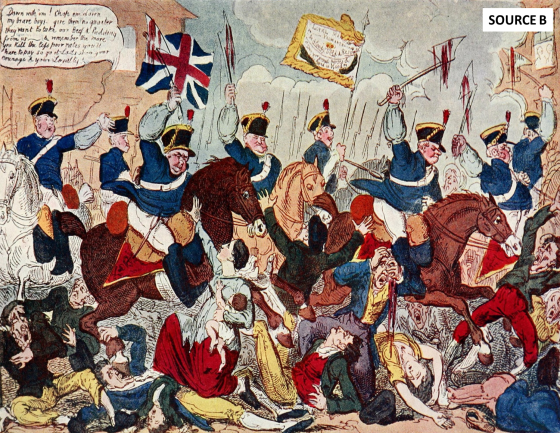 SOURCE B
Down with 'em! Chop em down
my brave boys, give them no quarter
they want to take our Beef & Pudding
from us — & remember the more
you kill the less poor rates you'll
have to pay so go it Lads show your
courage & your Loyalty!